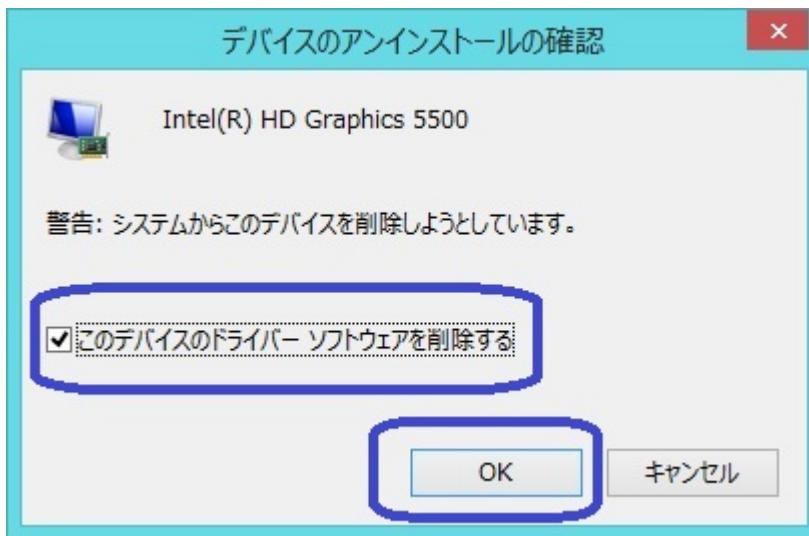 デバイスのアンインストールの確認
Intel(R) HD Graphics 5500
警告: システムからこのデバイスを削除しようとしています。
このデバイスのドライバー ソフトウェアを削除する
OK
キャンセル